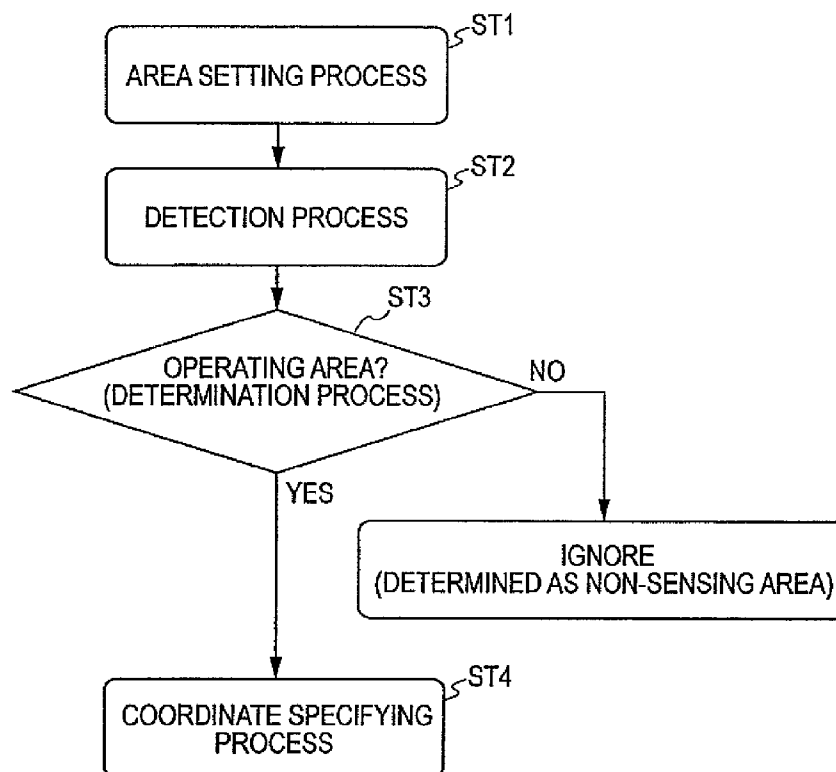 ST1
AREA SETTING PROCESS
ST2
DETECTION PROCESS
ST3
OPERATING AREA?
(DETERMINATION PROCESS)
NO
YES
IGNORE
(DETERMINED AS NON-SENSING AREA)
ST4
COORDINATE SPECIFYING
PROCESS